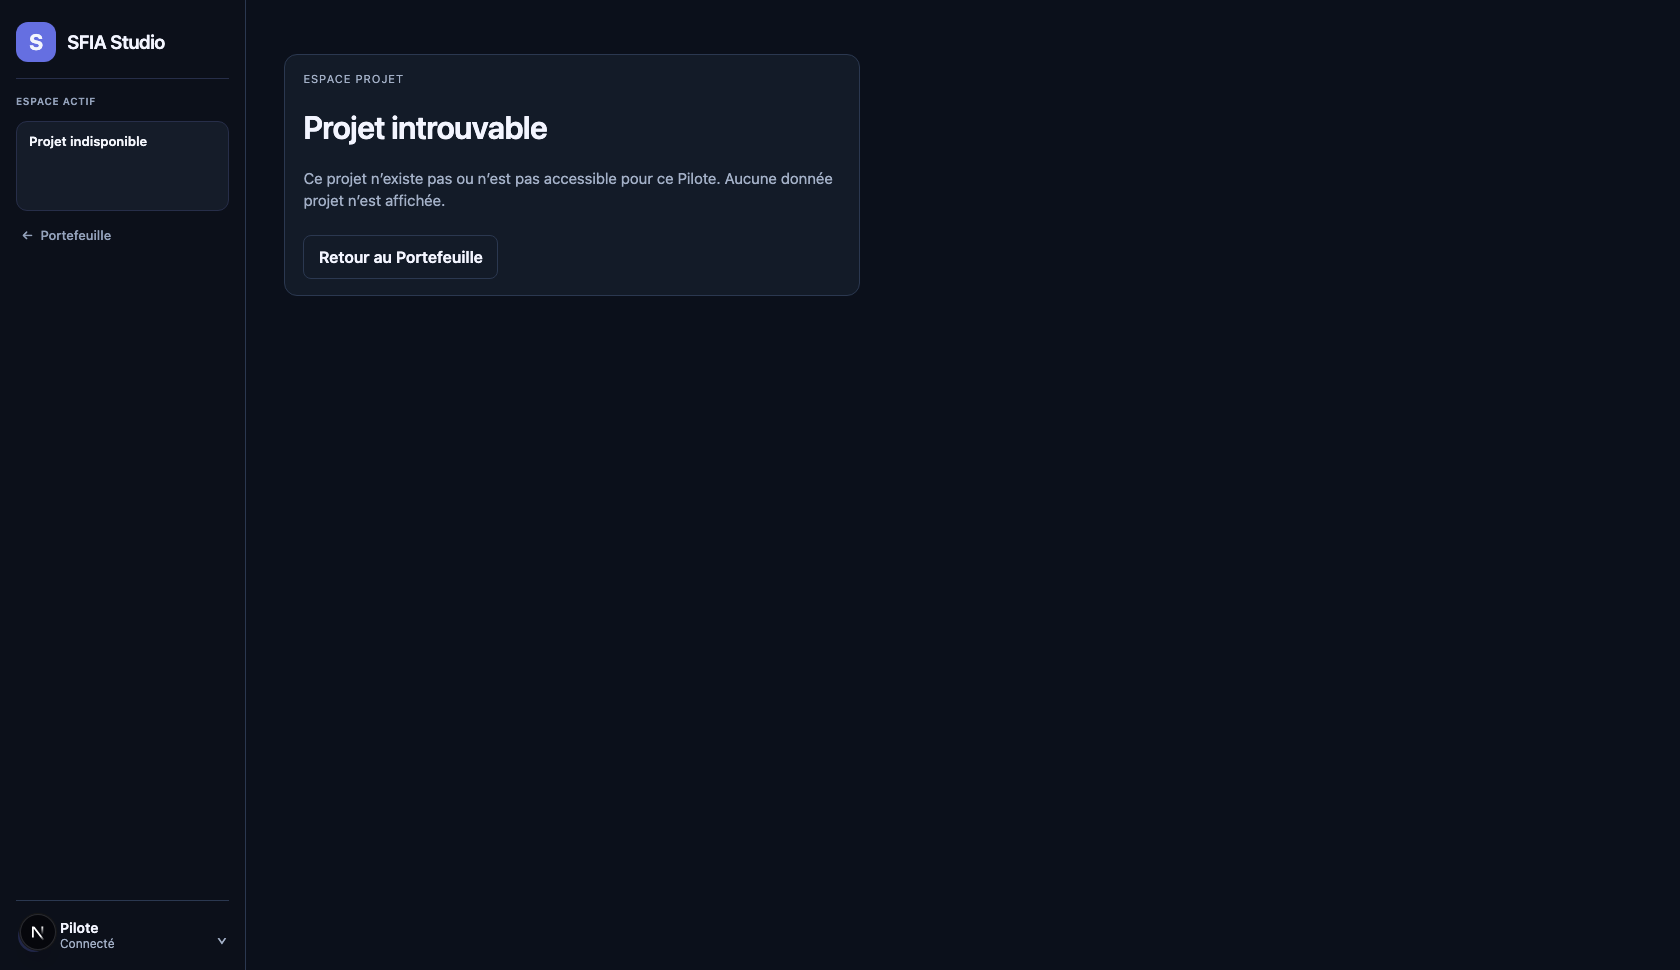 S
SFIA Studio
ESPACE ACTIF
Projet indisponible
← Portefeuille
ESPACE PROJET
Projet introuvable
Ce projet n’existe pas ou n’est pas accessible pour ce Pilote. Aucune donnée
projet n’est affichée.
Retour au Portefeuille
N
Pilote
Connecté